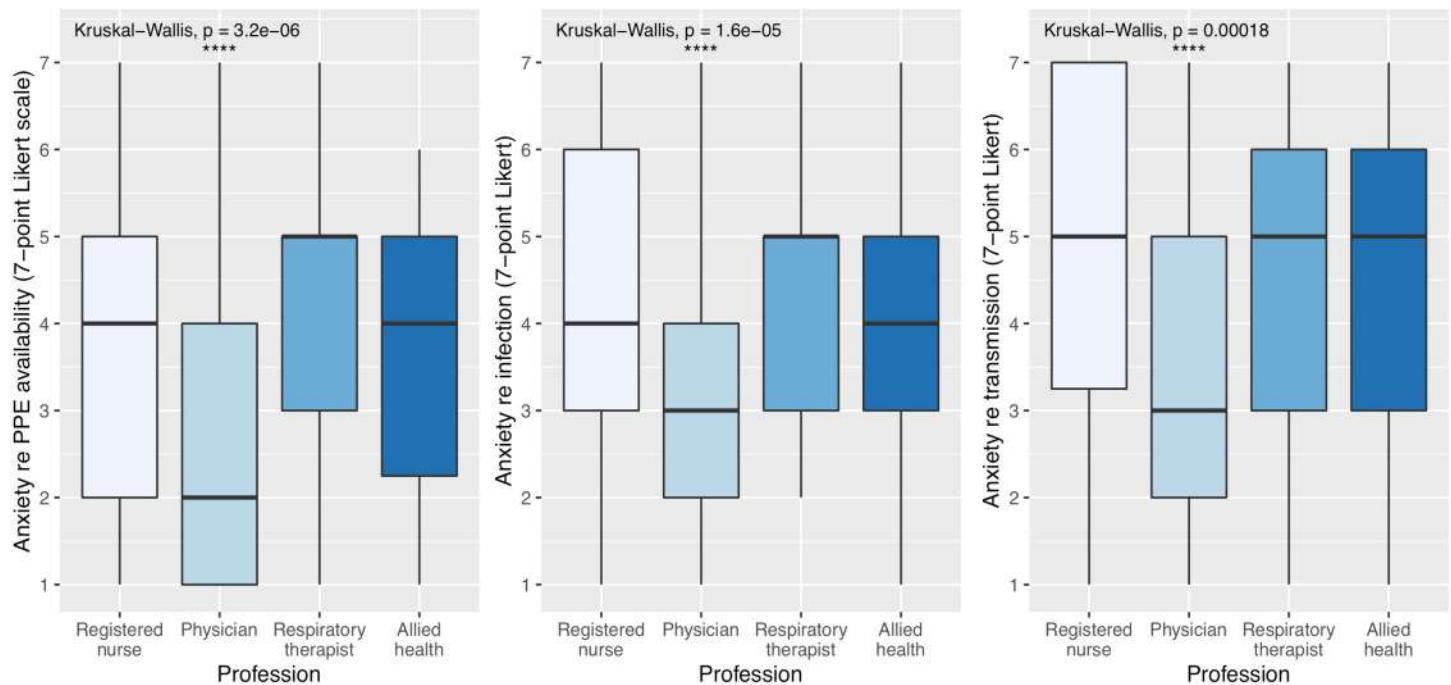 Kruskal−Wallis, p = 3.2e−06
****
Anxiety re PPE availability (7−point Likert scale)
7
6
5
4
3
2
1
Registered
nurse
Physician
Respiratory
therapist
Allied
health
Profession
Kruskal−Wallis, p = 1.6e−05
****
Anxiety re infection (7−point Likert)
7
6
5
4
3
2
1
Registered
nurse
Physician
Respiratory
therapist
Allied
health
Profession
Kruskal−Wallis, p = 0.00018
****
Anxiety re transmission (7−point Likert)
7
6
5
4
3
2
1
Registered
nurse
Physician
Respiratory
therapist
Allied
health
Profession